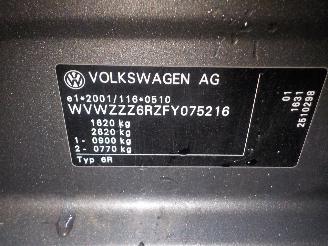 VOLKSWAGEN AG
e1*2001/116*0510
WVWZZZ6RZFY075216
1620 kg
2620 kg
1 - 0900 kg
2 - 0770 kg
Typ 6R
01
1631
2510298